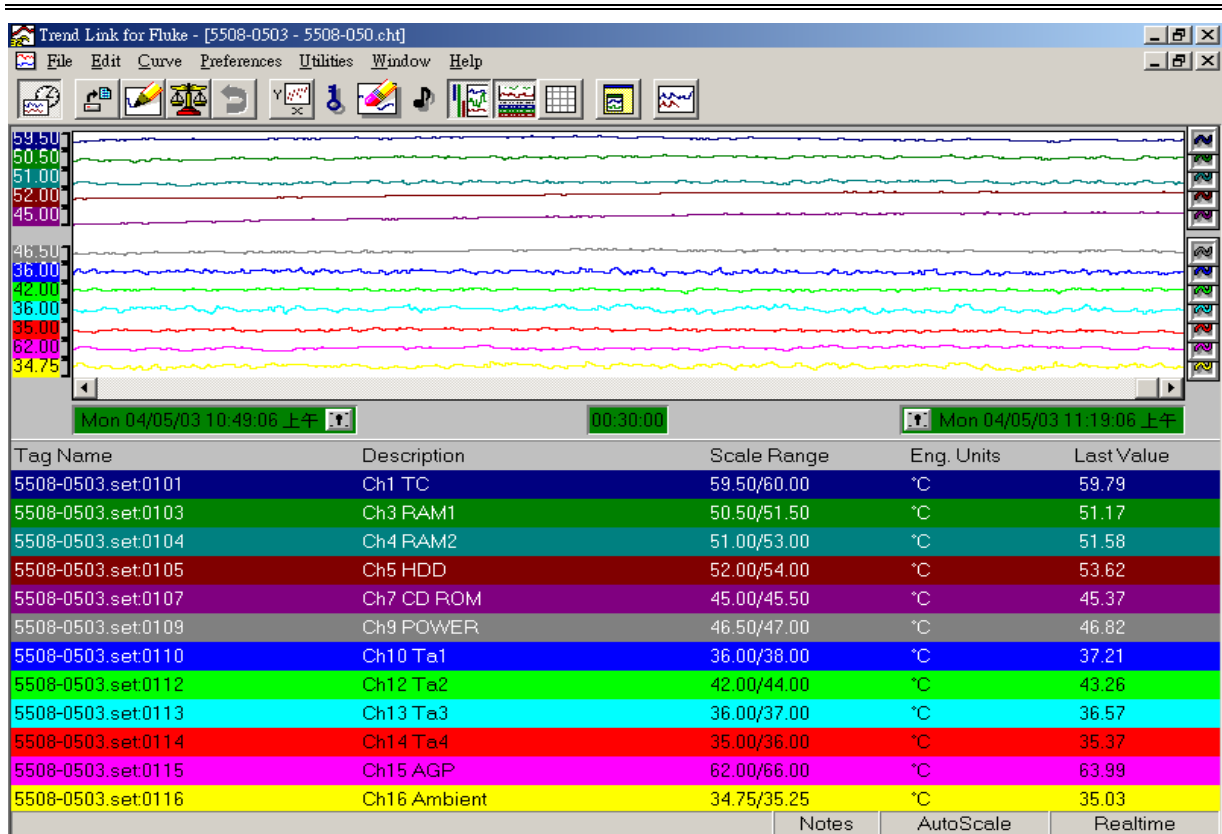 Trend Link for Fluke - [5508-0503 - 5508-050.cht]
File Edit Curve Preferences Utilities Window Help
59.50
50.50
51.00
52.00
45.00
46.50
36.00
42.00
36.00
35.00
62.00
34.75
Mon 04/05/03 10:49:06 上午 00:30:00 Mon 04/05/03 11:19:06 上午
Tag Name Description Scale Range Eng. Units Last Value
5508-0503.set:0101 Ch1 TC 59.50/60.00 °C 59.79
5508-0503.set:0103 Ch3 RAM1 50.50/51.50 °C 51.17
5508-0503.set:0104 Ch4 RAM2 51.00/53.00 °C 51.58
5508-0503.set:0105 Ch5 HDD 52.00/54.00 °C 53.62
5508-0503.set:0107 Ch7 CD ROM 45.00/45.50 °C 45.37
5508-0503.set:0109 Ch9 POWER 46.50/47.00 °C 46.82
5508-0503.set:0110 Ch10 Ta1 36.00/38.00 °C 37.21
5508-0503.set:0112 Ch12 Ta2 42.00/44.00 °C 43.26
5508-0503.set:0113 Ch13 Ta3 36.00/37.00 °C 36.57
5508-0503.set:0114 Ch14 Ta4 35.00/36.00 °C 35.37
5508-0503.set:0115 Ch15 AGP 62.00/66.00 °C 63.99
5508-0503.set:0116 Ch16 Ambient 34.75/35.25 °C 35.03
Notes AutoScale Realtime